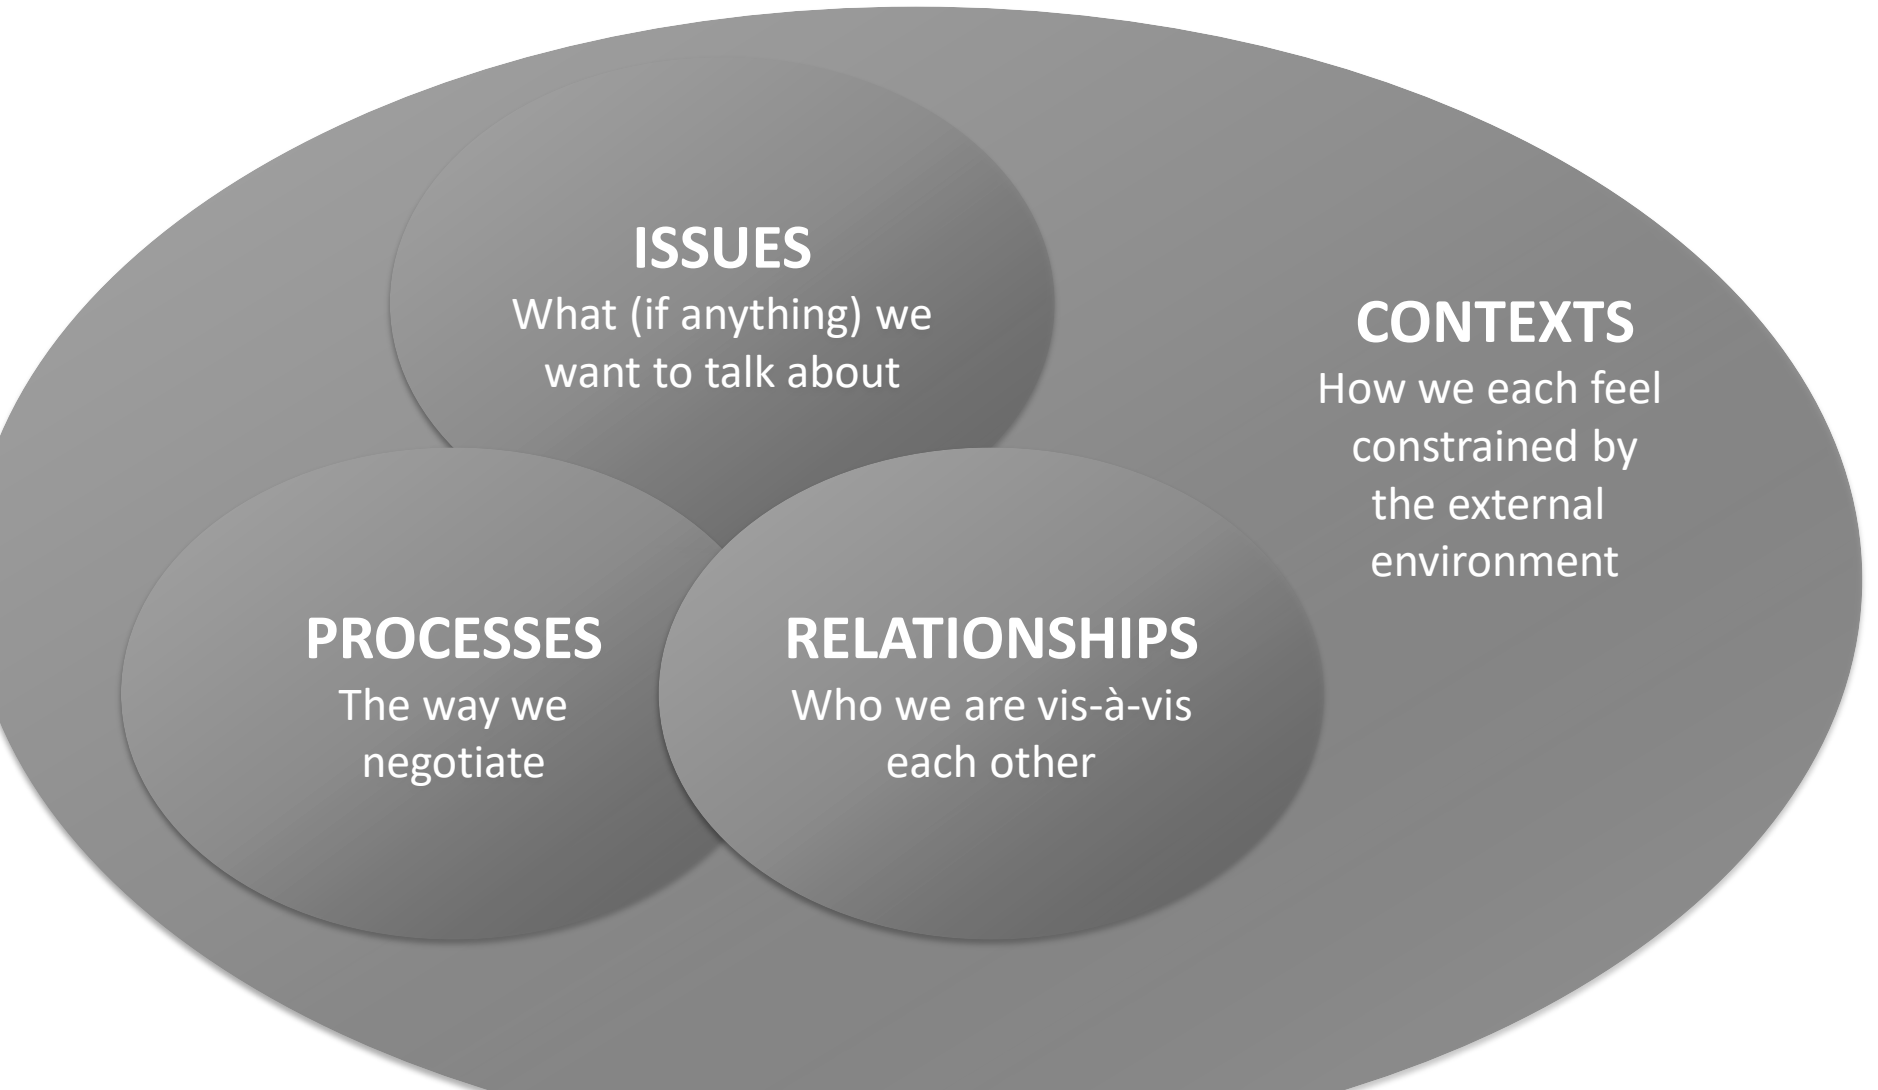 ISSUES
What (if anything) we
want to talk about
CONTEXTS
How we each feel
constrained by
the external
environment
PROCESSES
The way we
negotiate
RELATIONSHIPS
Who we are vis-à-vis
each other